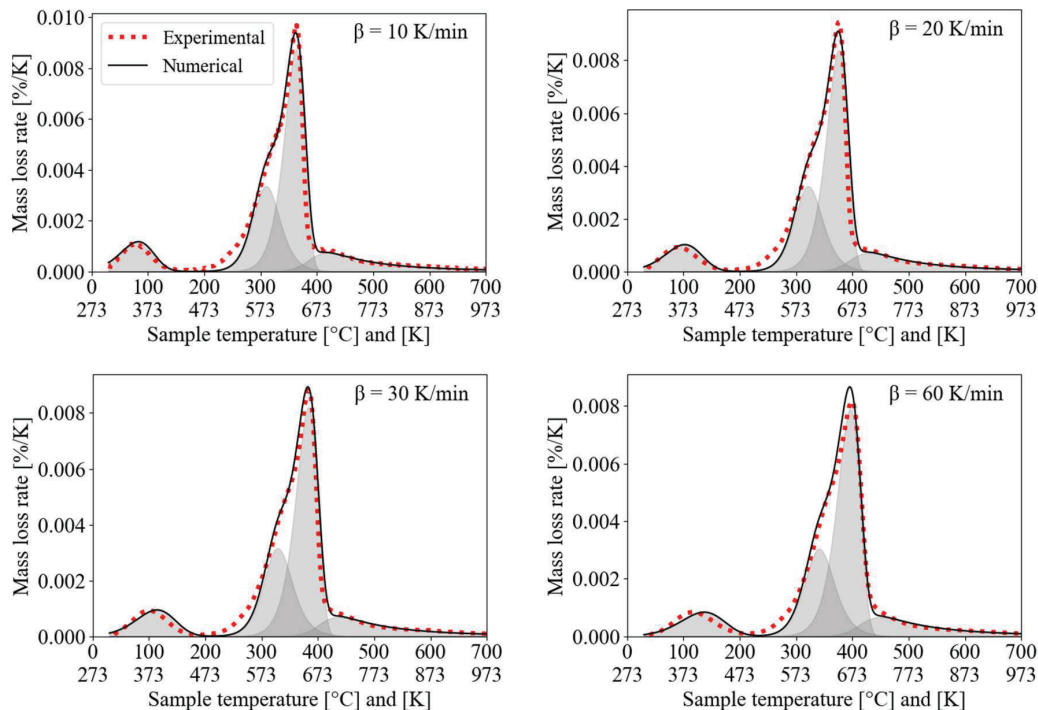 0.010
0.008
0.006
0.004
0.002
0.000
Mass loss rate [%/K]
Experimental
Numerical
β = 10 K/min
0 100 200 300 400 500 600 700
273 373 473 573 673 773 873 973
Sample temperature [°C] and [K]
0.008
0.006
0.004
0.002
0.000
Mass loss rate [%/K]
β = 20 K/min
0 100 200 300 400 500 600 700
273 373 473 573 673 773 873 973
Sample temperature [°C] and [K]
0.008
0.006
0.004
0.002
0.000
Mass loss rate [%/K]
β = 30 K/min
0 100 200 300 400 500 600 700
273 373 473 573 673 773 873 973
Sample temperature [°C] and [K]
0.008
0.006
0.004
0.002
0.000
Mass loss rate [%/K]
β = 60 K/min
0 100 200 300 400 500 600 700
273 373 473 573 673 773 873 973
Sample temperature [°C] and [K]